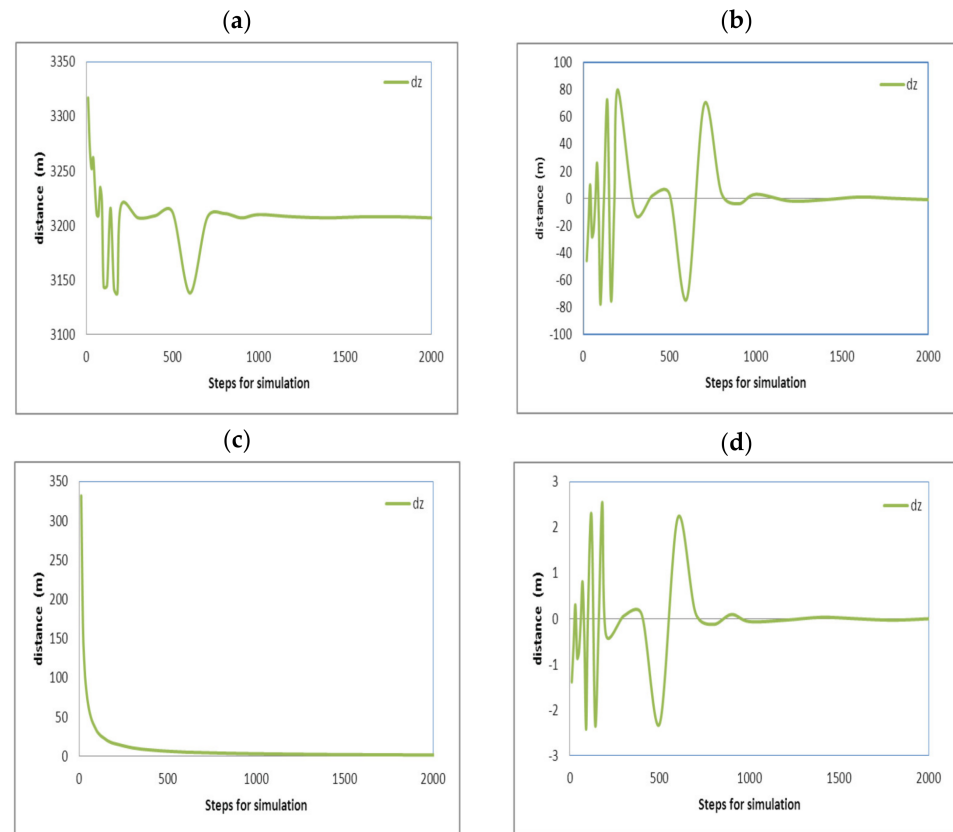 (a)
3350
3300
3250
3200
3150
3100
distance (m)
dz
0 500 1000 1500 2000
Steps for simulation
(b)
100
80
60
40
20
0
-20
-40
-60
-80
-100
distance (m)
dz
0 500 1000 1500 2000
Steps for simulation
(c)
350
300
250
200
150
100
50
0
distance (m)
dz
0 500 1000 1500 2000
Steps for simulation
(d)
3
2
1
0
-1
-2
-3
distance (m)
dz
0 500 1000 1500 2000
Steps for simulation